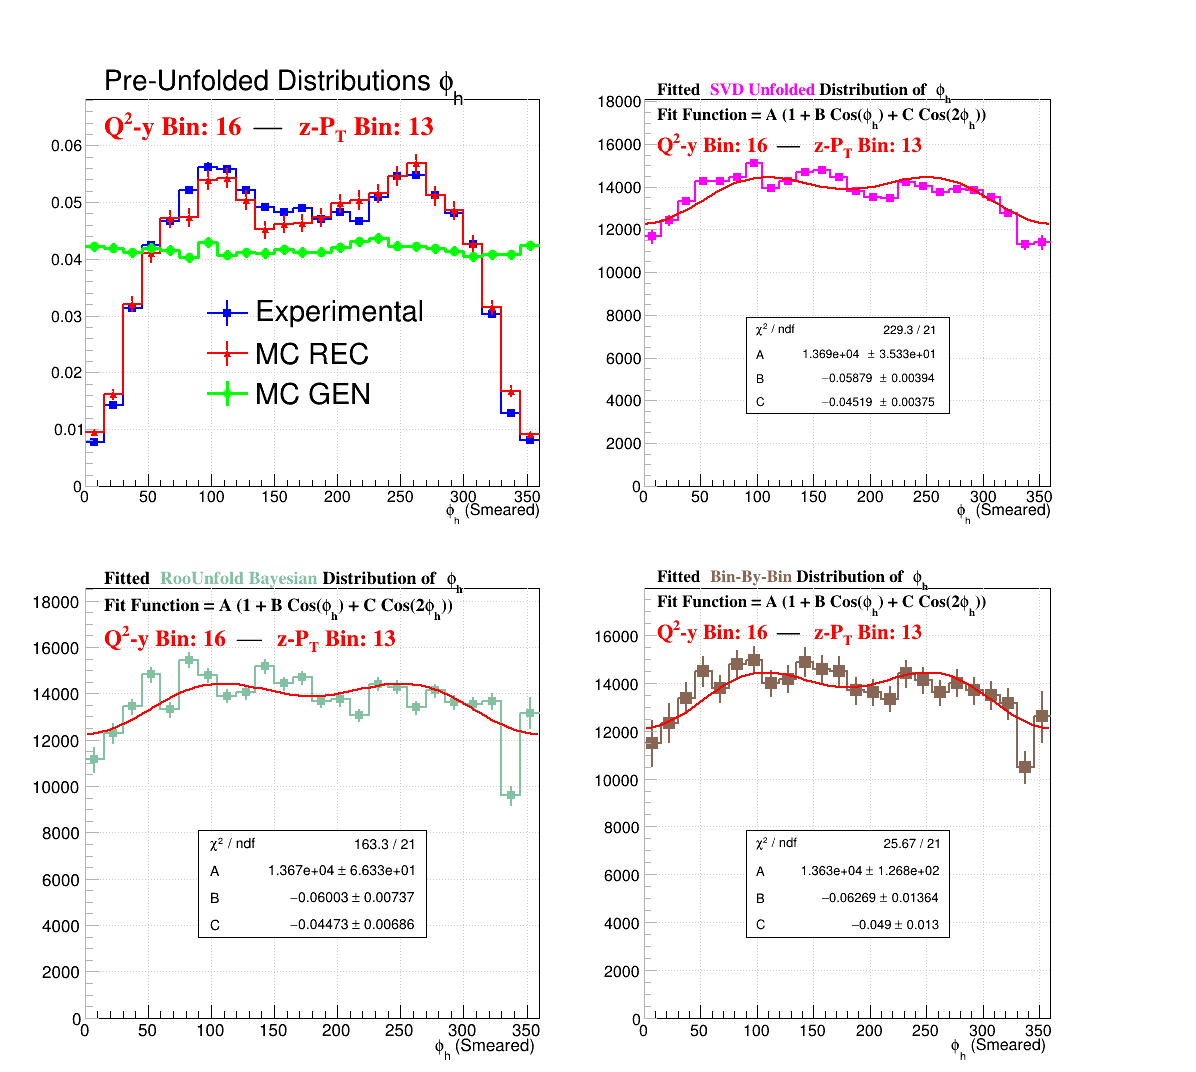 Pre-Unfolded Distributions ϕh
Q²-y Bin: 16 — z-PT Bin: 13
0.06
0.05
0.04
0.03
0.02
0.01
0
Experimental
MC REC
MC GEN
0 50 100 150 200 250 300 350
ϕh (Smeared)
Fitted SVD Unfolded Distribution of ϕh
Fit Function = A (1 + B Cos(ϕh) + C Cos(2ϕh))
Q²-y Bin: 16 — z-PT Bin: 13
18000
16000
14000
12000
10000
8000
6000
4000
2000
0
χ² / ndf 229.3 / 21
A 1.369e+04 ± 3.533e+01
B −0.05879 ± 0.00394
C −0.04519 ± 0.00375
0 50 100 150 200 250 300 350
ϕh (Smeared)
Fitted RooUnfold Bayesian Distribution of ϕh
Fit Function = A (1 + B Cos(ϕh) + C Cos(2ϕh))
Q²-y Bin: 16 — z-PT Bin: 13
18000
16000
14000
12000
10000
8000
6000
4000
2000
0
χ² / ndf 163.3 / 21
A 1.367e+04 ± 6.633e+01
B −0.06003 ± 0.00737
C −0.04473 ± 0.00686
0 50 100 150 200 250 300 350
ϕh (Smeared)
Fitted Bin-By-Bin Distribution of ϕh
Fit Function = A (1 + B Cos(ϕh) + C Cos(2ϕh))
Q²-y Bin: 16 — z-PT Bin: 13
16000
14000
12000
10000
8000
6000
4000
2000
0
χ² / ndf 25.67 / 21
A 1.363e+04 ± 1.268e+02
B −0.06269 ± 0.01364
C −0.049 ± 0.013
0 50 100 150 200 250 300 350
ϕh (Smeared)